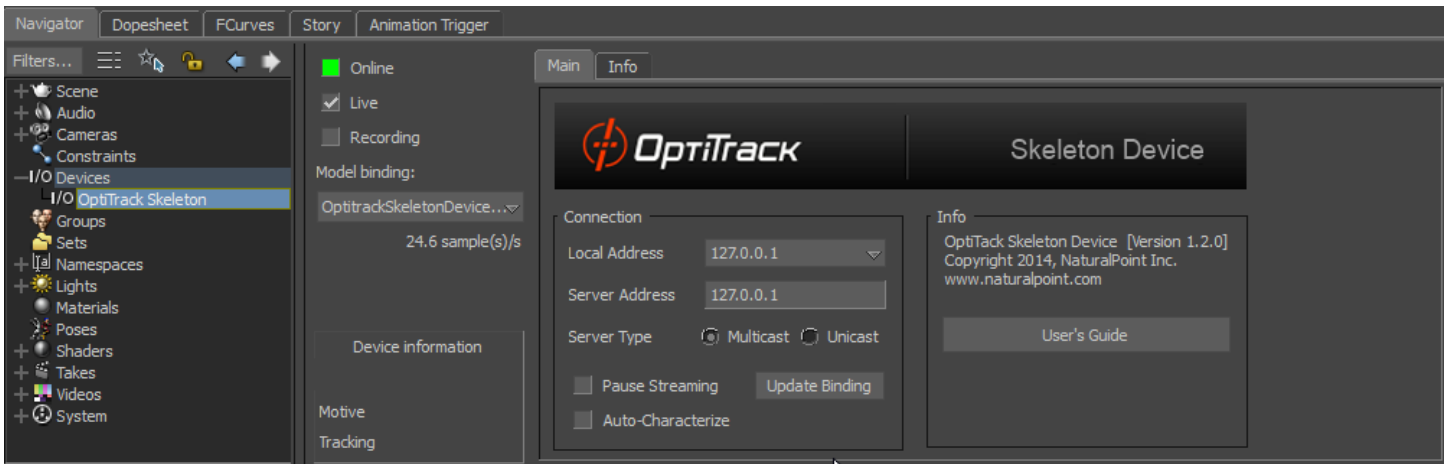 Navigator Dopesheet FCurves Story Animation Trigger
Filters...
Scene
Audio
Cameras
Constraints
I/O Devices
I/O OptiTrack Skeleton
Groups
Sets
Namespaces
Lights
Materials
Poses
Shaders
Takes
Videos
System
Online
Live
Recording
Model binding:
OptitrackSkeletonDevice...
24.6 sample(s)/s
Device information
Motive
Tracking
Main Info
OptiTrack Skeleton Device
Connection
Local Address 127.0.0.1
Server Address 127.0.0.1
Server Type Multicast Unicast
Pause Streaming Update Binding
Auto-Characterize
Info
OptiTack Skeleton Device [Version 1.2.0]
Copyright 2014, NaturalPoint Inc.
www.naturalpoint.com
User's Guide